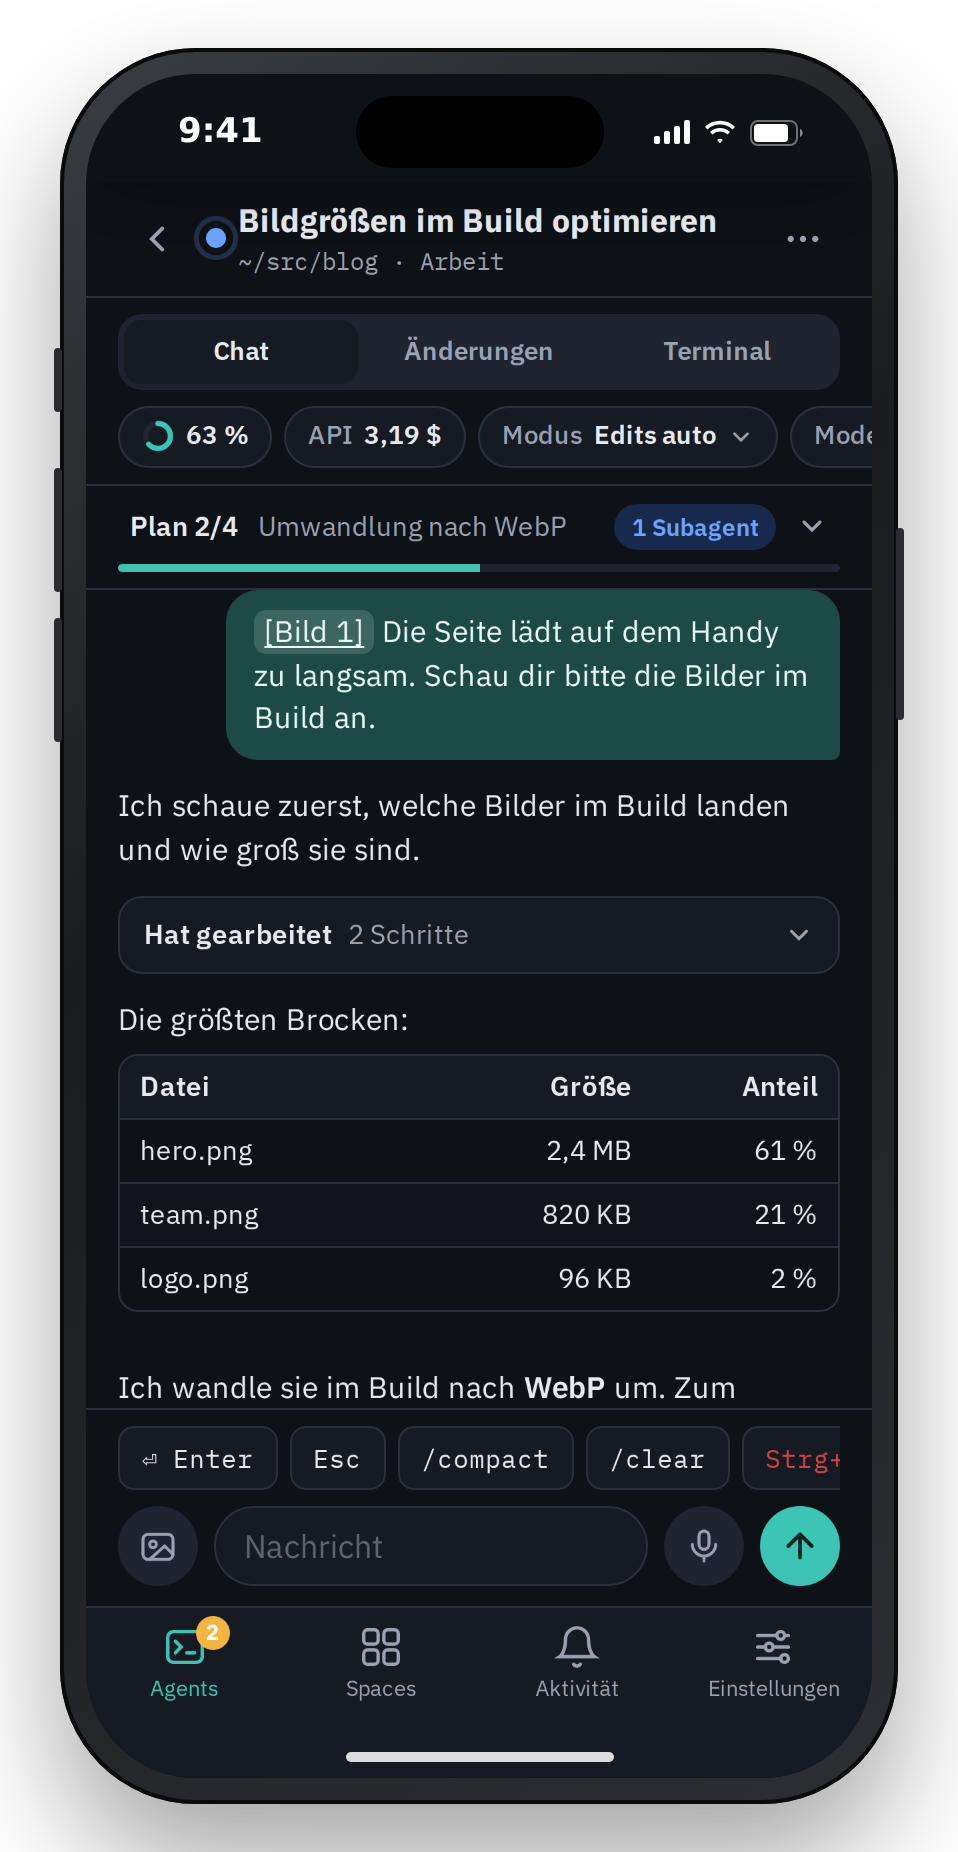 9:41
Bildgrößen im Build optimieren
~/src/blog · Arbeit
Chat Änderungen Terminal
63 % API 3,19 $ Modus Edits auto Mode
Plan 2/4 Umwandlung nach WebP 1 Subagent
[Bild 1] Die Seite lädt auf dem Handy
zu langsam. Schau dir bitte die Bilder im
Build an.
Ich schaue zuerst, welche Bilder im Build landen
und wie groß sie sind.
Hat gearbeitet 2 Schritte
Die größten Brocken:
Datei Größe Anteil
hero.png 2,4 MB 61 %
team.png 820 KB 21 %
logo.png 96 KB 2 %
Ich wandle sie im Build nach WebP um. Zum
⏎ Enter Esc /compact /clear Strg+
Nachricht
2
Agents Spaces Aktivität Einstellungen